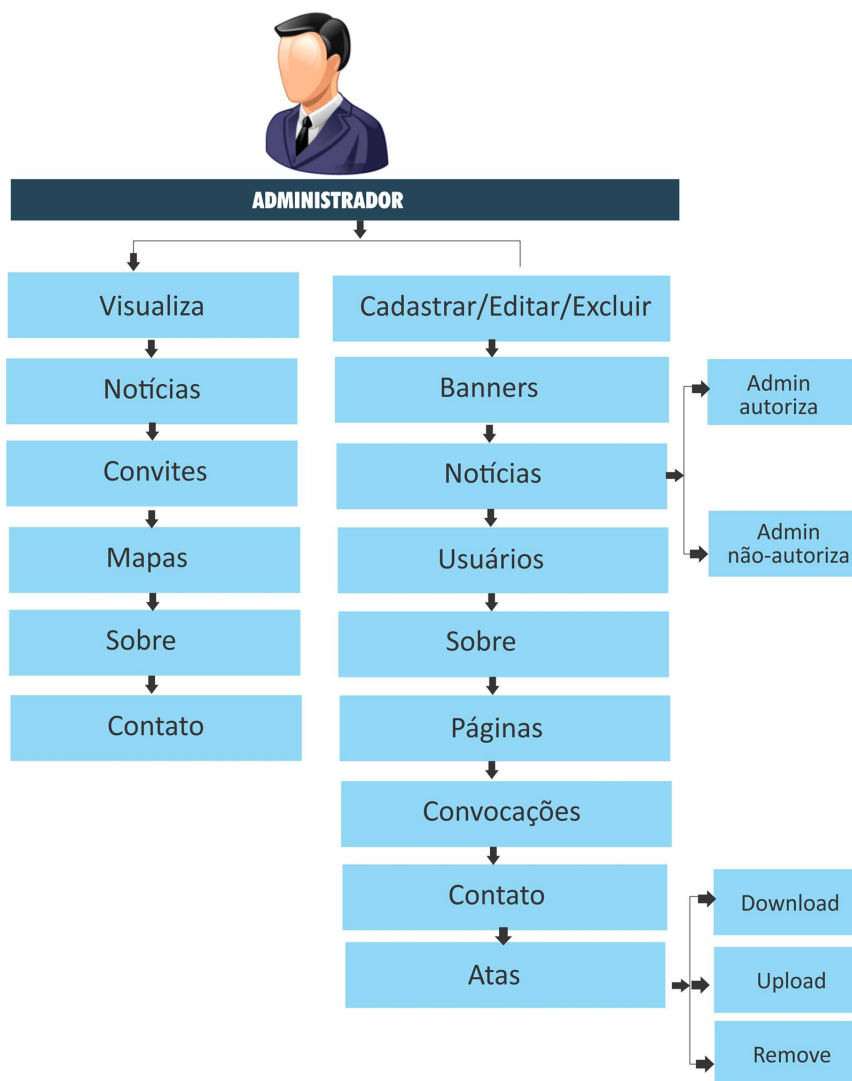 ADMINISTRADOR
Visualiza
Notícias
Convites
Mapas
Sobre
Contato
Cadastrar/Editar/Excluir
Banners
Notícias
Admin
autoriza
Admin
não-autoriza
Usuários
Sobre
Páginas
Convocações
Contato
Atas
Download
Upload
Remove